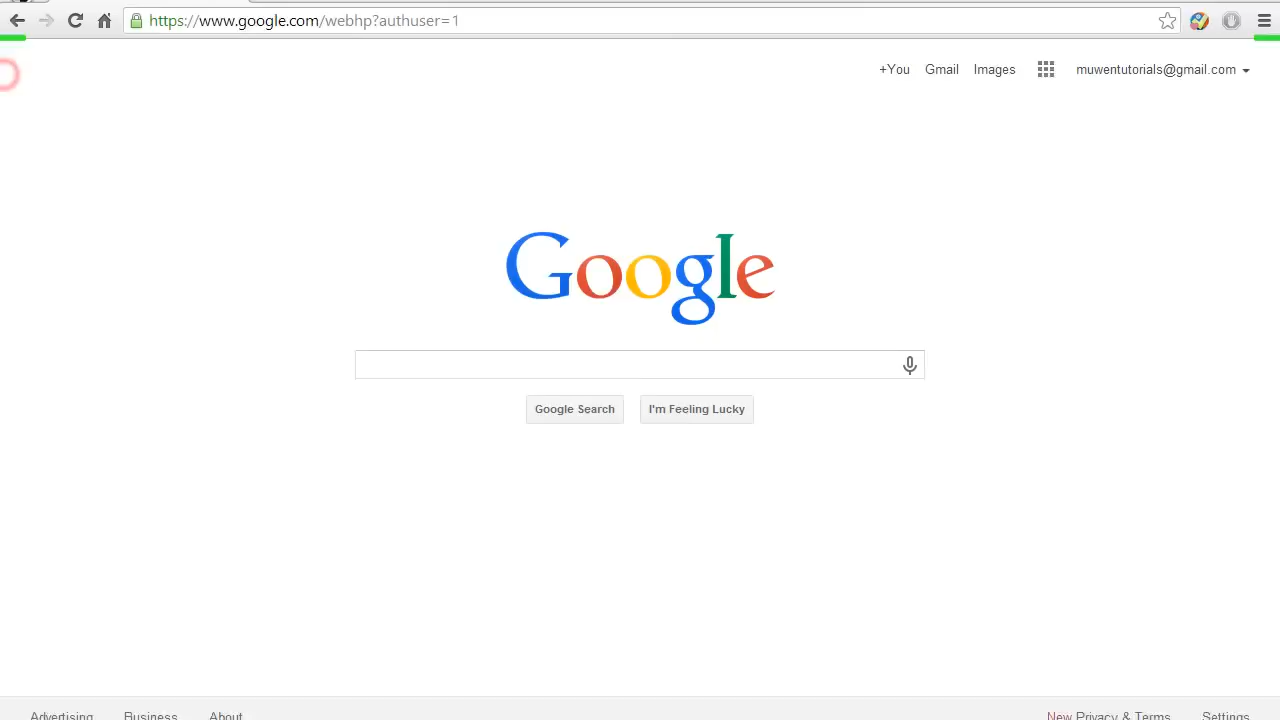 https://www.google.com/webhp?authuser=1
+You Gmail Images muwentutorials@gmail.com
Google
Google Search I'm Feeling Lucky
Advertising Business About New Privacy & Terms Settings